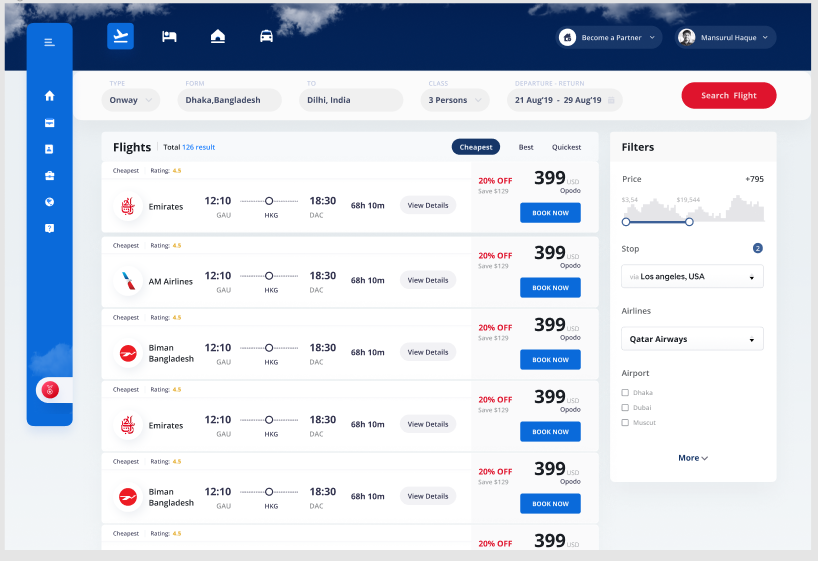 Become a Partner
Mansurul Haque
TYPE
Onway
FORM
Dhaka,Bangladesh
TO
Dilhi, India
CLASS
3 Persons
DEPARTURE - RETURN
21 Aug'19 - 29 Aug'19
Search Flight
Flights
Total 126 result
Cheapest
Best
Quickest
Cheapest Rating: 4.5
Emirates
12:10
GAU
HKG
18:30
DAC
68h 10m
View Details
20% OFF
Save $129
399 USD
Opodo
BOOK NOW
Cheapest Rating: 4.5
AM Airlines
12:10
GAU
HKG
18:30
DAC
68h 10m
View Details
20% OFF
Save $129
399 USD
Opodo
BOOK NOW
Cheapest Rating: 4.5
Biman
Bangladesh
12:10
GAU
HKG
18:30
DAC
68h 10m
View Details
20% OFF
Save $129
399 USD
Opodo
BOOK NOW
Cheapest Rating: 4.5
Emirates
12:10
GAU
HKG
18:30
DAC
68h 10m
View Details
20% OFF
Save $129
399 USD
Opodo
BOOK NOW
Cheapest Rating: 4.5
Biman
Bangladesh
12:10
GAU
HKG
18:30
DAC
68h 10m
View Details
20% OFF
Save $129
399 USD
Opodo
BOOK NOW
Cheapest Rating: 4.5
20% OFF
399 USD
Filters
Price +795
$3,54 $19,544
Stop 2
via Los angeles, USA
Airlines
Qatar Airways
Airport
Dhaka
Dubai
Muscut
More